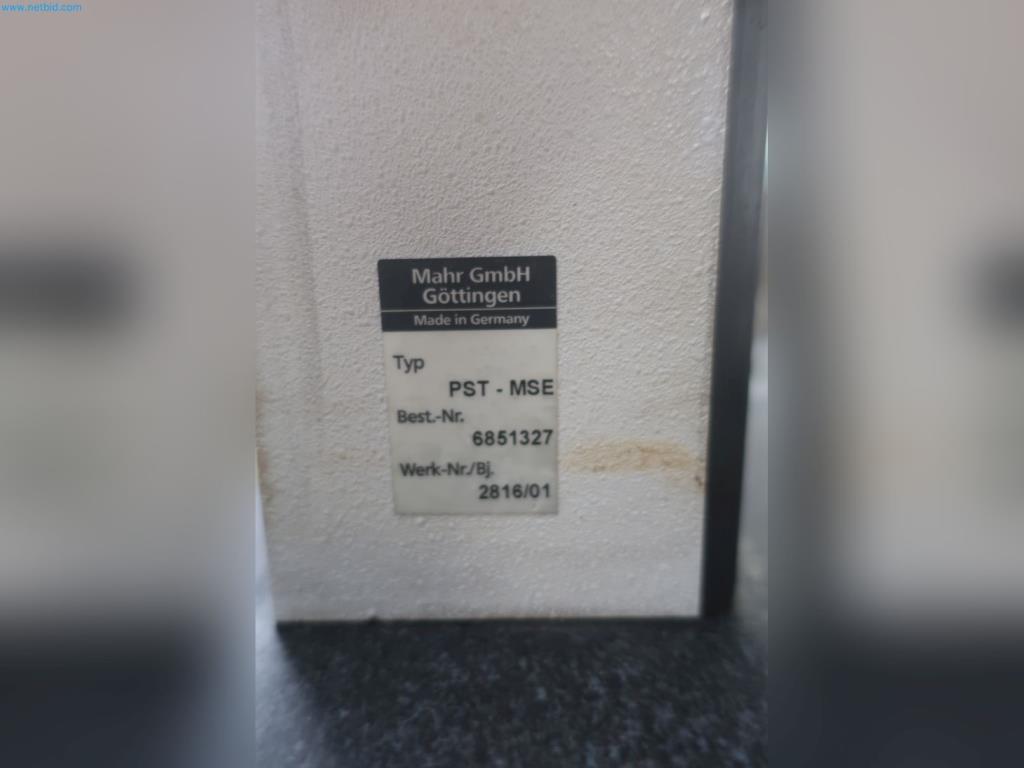 www.netbid.com
Mahr GmbH
Göttingen
Made in Germany
Typ
PST - MSE
Best.-Nr.
6851327
Werk-Nr./Bj.
2816/01